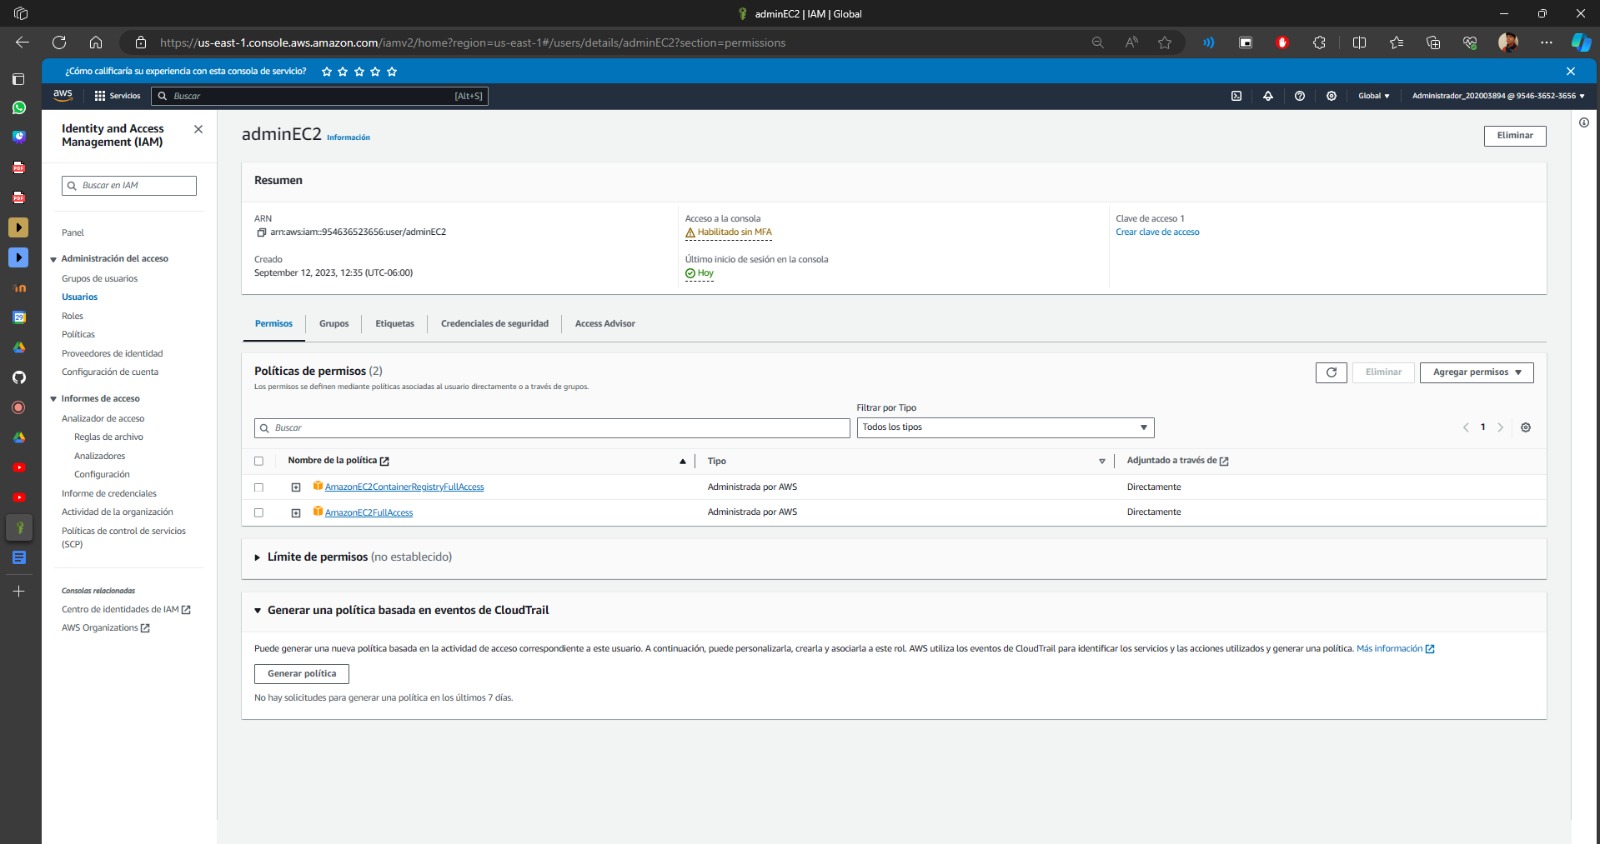 adminEC2 | IAM | Global
https://us-east-1.console.aws.amazon.com/iamv2/home?region=us-east-1#/users/details/adminEC2?section=permissions
¿Cómo calificaría su experiencia con esta consola de servicio?
aws
Servicios
Buscar
[Alt+S]
Global
Administrador_202003894 @ 9546-3652-3656
Identity and Access
Management (IAM)
Buscar en IAM
Panel
Administración del acceso
Grupos de usuarios
Usuarios
Roles
Políticas
Proveedores de identidad
Configuración de cuenta
Informes de acceso
Analizador de acceso
Reglas de archivo
Analizadores
Configuración
Informe de credenciales
Actividad de la organización
Políticas de control de servicios
(SCP)
Consolas relacionadas
Centro de identidades de IAM
AWS Organizations
adminEC2 Información
Eliminar
Resumen
ARN
arn:aws:iam::954636523656:user/adminEC2
Creado
September 12, 2023, 12:35 (UTC-06:00)
Acceso a la consola
Habilitado sin MFA
Último inicio de sesión en la consola
Hoy
Clave de acceso 1
Crear clave de acceso
Permisos
Grupos
Etiquetas
Credenciales de seguridad
Access Advisor
Políticas de permisos (2)
Los permisos se definen mediante políticas asociadas al usuario directamente o a través de grupos.
Eliminar
Agregar permisos
Filtrar por Tipo
Buscar
Todos los tipos
1
Nombre de la política
Tipo
Adjuntado a través de
AmazonEC2ContainerRegistryFullAccess
Administrada por AWS
Directamente
AmazonEC2FullAccess
Administrada por AWS
Directamente
Límite de permisos (no establecido)
Generar una política basada en eventos de CloudTrail
Puede generar una nueva política basada en la actividad de acceso correspondiente a este usuario. A continuación, puede personalizarla, crearla y asociarla a este rol. AWS utiliza los eventos de CloudTrail para identificar los servicios y las acciones utilizados y generar una política. Más información
Generar política
No hay solicitudes para generar una política en los últimos 7 días.